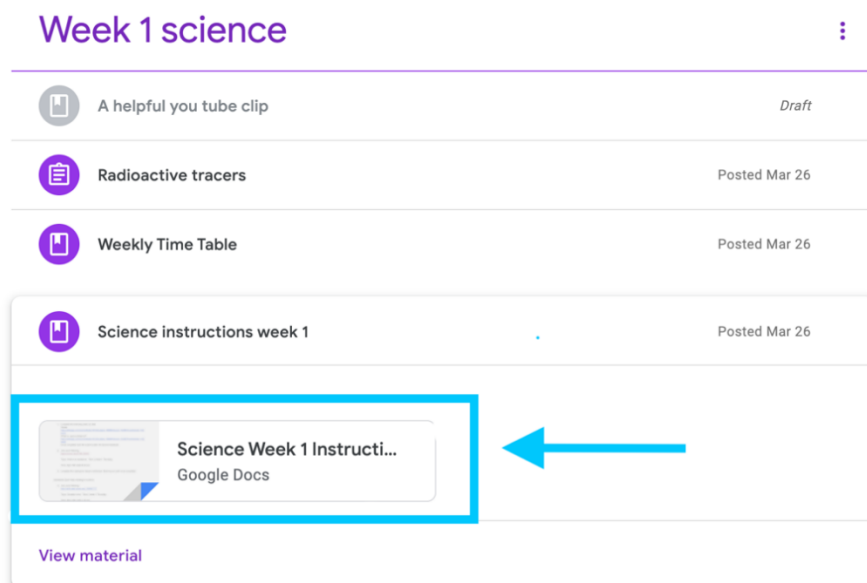 Week 1 science
A helpful you tube clip Draft
Radioactive tracers Posted Mar 26
Weekly Time Table Posted Mar 26
Science instructions week 1 Posted Mar 26
Science Week 1 Instructi...
Google Docs
View material